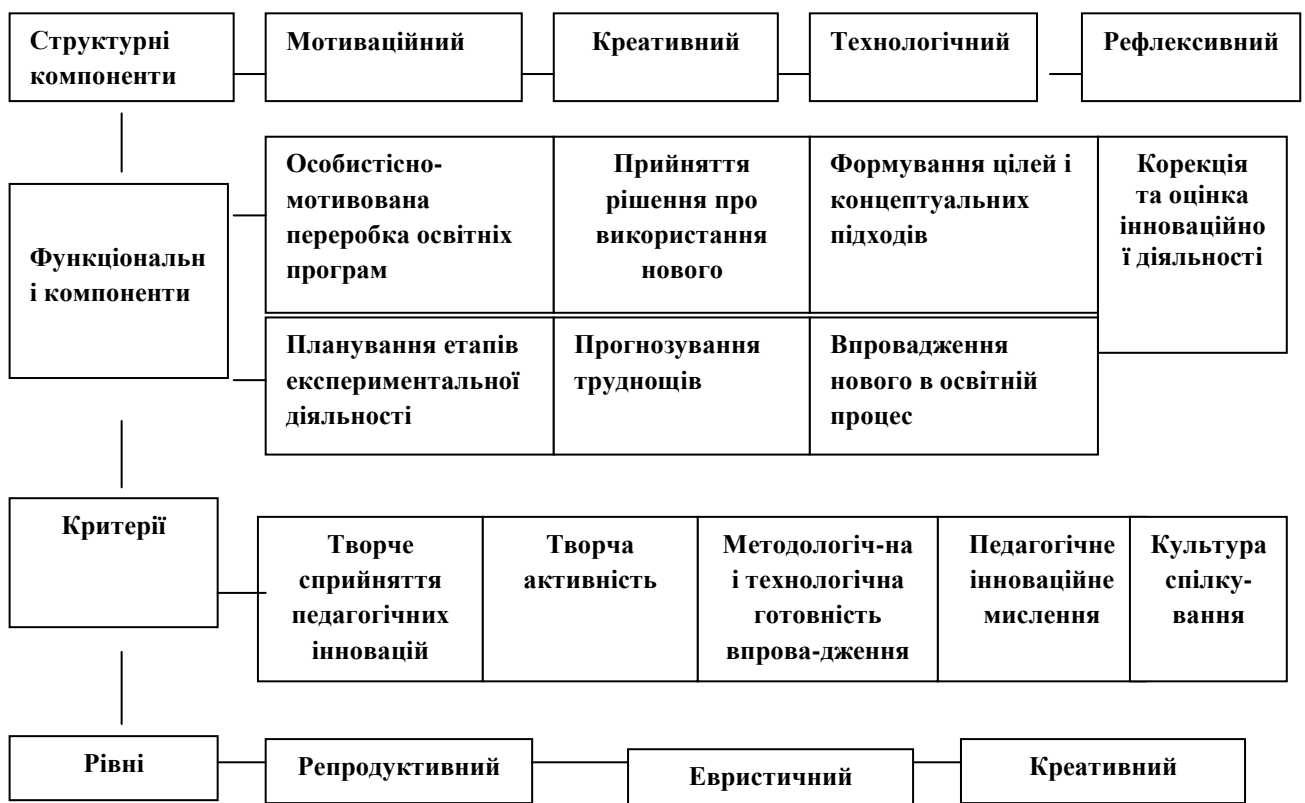 Структурні
компоненти
Мотиваційний
Креативний
Технологічний
Рефлексивний
Функціональн
і компоненти
Особистісно-
мотивована
переробка освітніх
програм
Прийняття
рішення про
використання
нового
Формування цілей і
концептуальних
підходів
Корекція
та оцінка
інноваційно
ї діяльності
Планування етапів
експериментальної
діяльності
Прогнозування
труднощів
Впровадження
нового в освітній
процес
Критерії
Творче
сприйняття
педагогічних
інновацій
Творча
активність
Методологіч-на
і технологічна
готовність
впрова-дження
Педагогічне
інноваційне
мислення
Культура
спілку-
вання
Рівні
Репродуктивний
Евристичний
Креативний